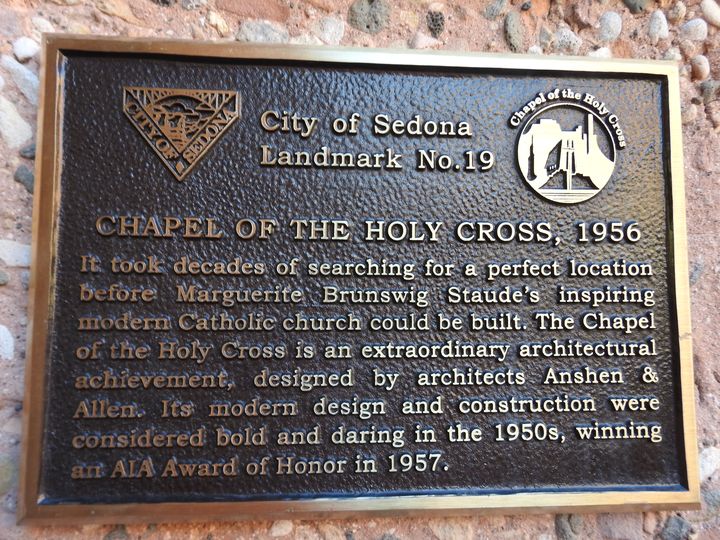 CITY OF SEDONA
City of Sedona
Landmark No.19
Chapel of the Holy Cross
CHAPEL OF THE HOLY CROSS, 1956
It took decades of searching for a perfect location
before Marguerite Brunswig Staude's inspiring
modern Catholic church could be built. The Chapel
of the Holy Cross is an extraordinary architectural
achievement, designed by architects Anshen &
Allen. Its modern design and construction were
considered bold and daring in the 1950s, winning
an AIA Award of Honor in 1957.